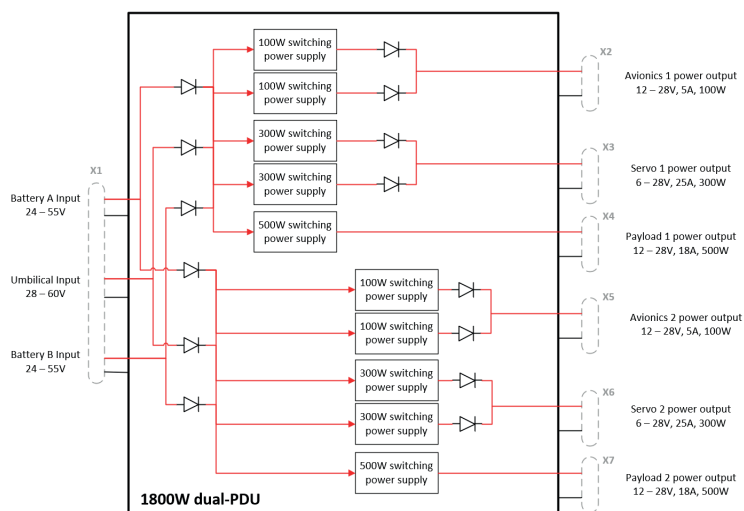 X1
Battery A Input
24 – 55V
Umbilical Input
28 – 60V
Battery B Input
24 – 55V
100W switching
power supply
100W switching
power supply
300W switching
power supply
300W switching
power supply
500W switching
power supply
100W switching
power supply
100W switching
power supply
300W switching
power supply
300W switching
power supply
500W switching
power supply
1800W dual-PDU
X2
Avionics 1 power output
12 – 28V, 5A, 100W
X3
Servo 1 power output
6 – 28V, 25A, 300W
X4
Payload 1 power output
12 – 28V, 18A, 500W
X5
Avionics 2 power output
12 – 28V, 5A, 100W
X6
Servo 2 power output
6 – 28V, 25A, 300W
X7
Payload 2 power output
12 – 28V, 18A, 500W